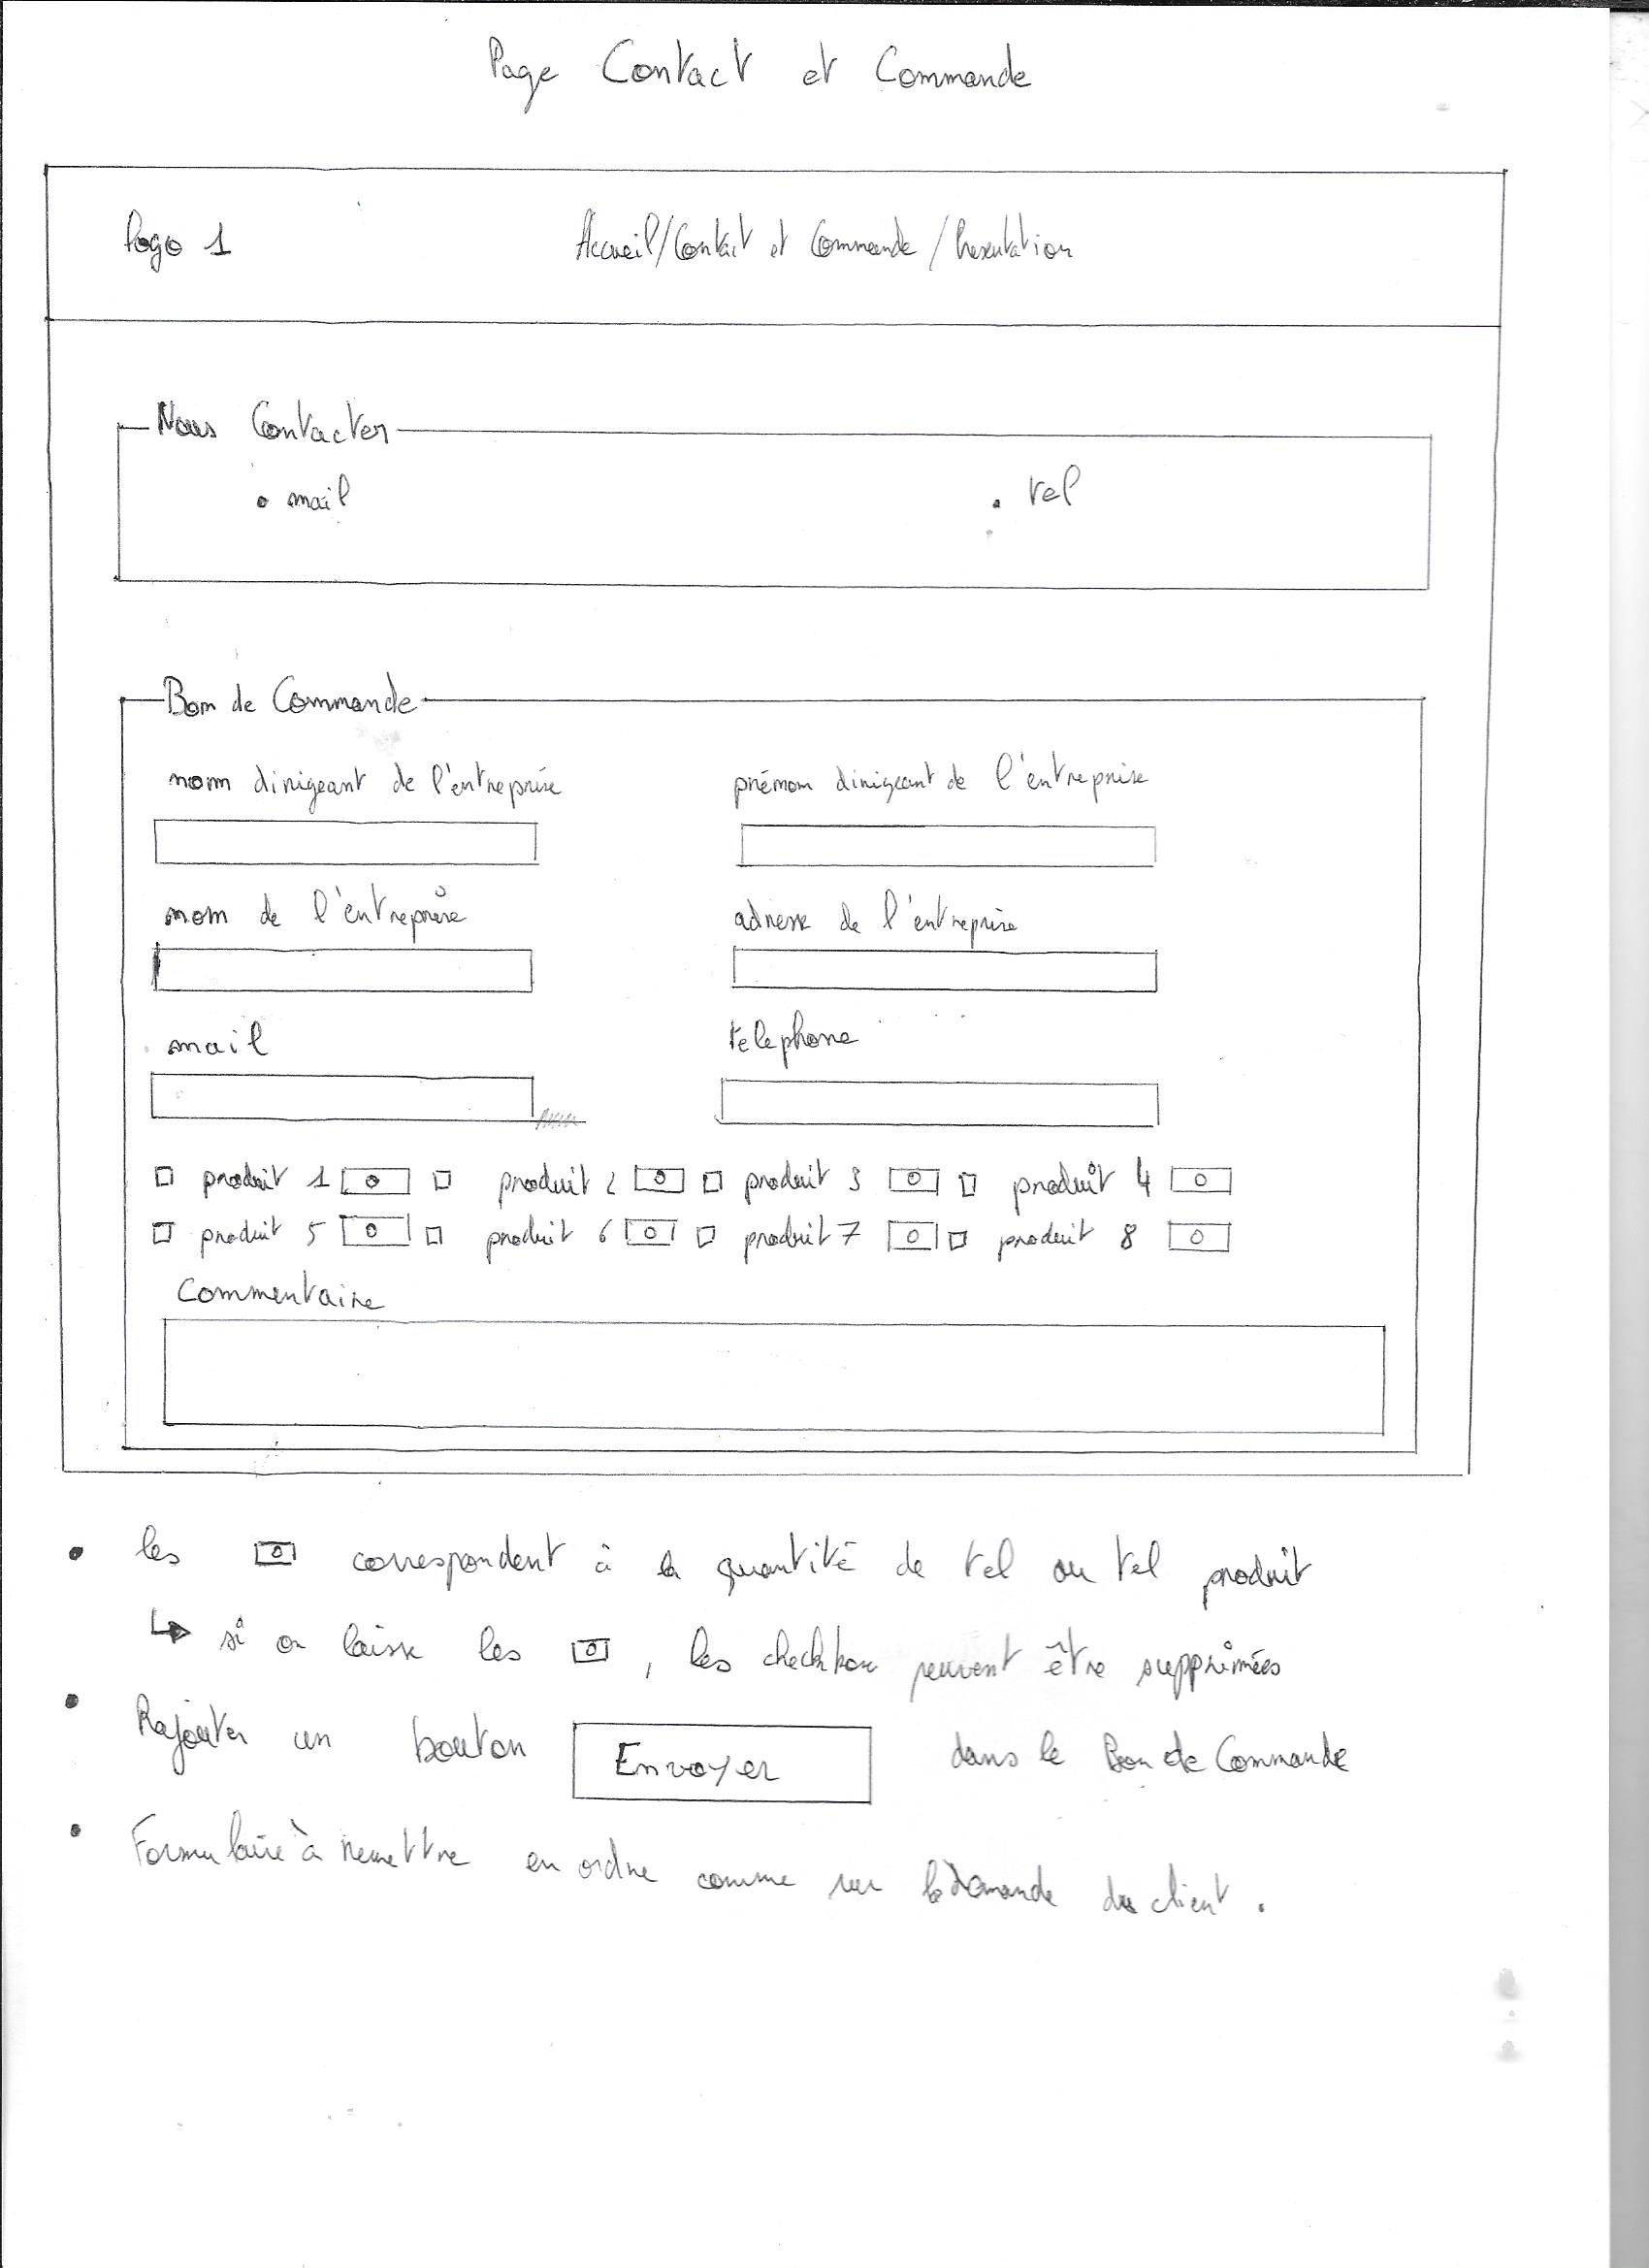 Page Contact et Commande
Logo 1 Accueil/Contact et Commande/Presentation
Nous Contacter
• mail • tel
Bon de Commande
nom dirigeant de l'entreprise prénom dirigeant de l'entreprise
nom de l'entreprise adresse de l'entreprise
mail telephone
produit 1 0 produit 2 0 produit 3 0 produit 4 0
produit 5 0 produit 6 0 produit 7 0 produit 8 0
Commentaire
• les 0 correspondent à la quantité de tel ou tel produit
↳ si on laisse les 0, les checkbox peuvent être supprimées
• Rajouter un bouton Envoyer dans le Bon de Commande
• Formulaire à remettre en ordre comme sur la demande du client.